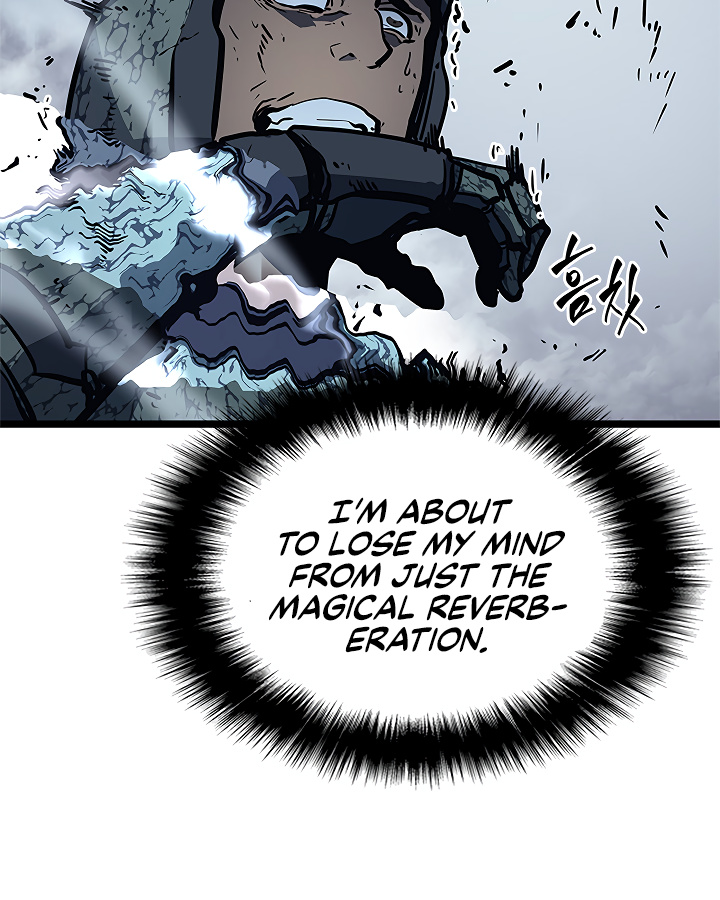 흠칫
I'M ABOUT
TO LOSE MY MIND
FROM JUST THE
MAGICAL REVERB-
ERATION.